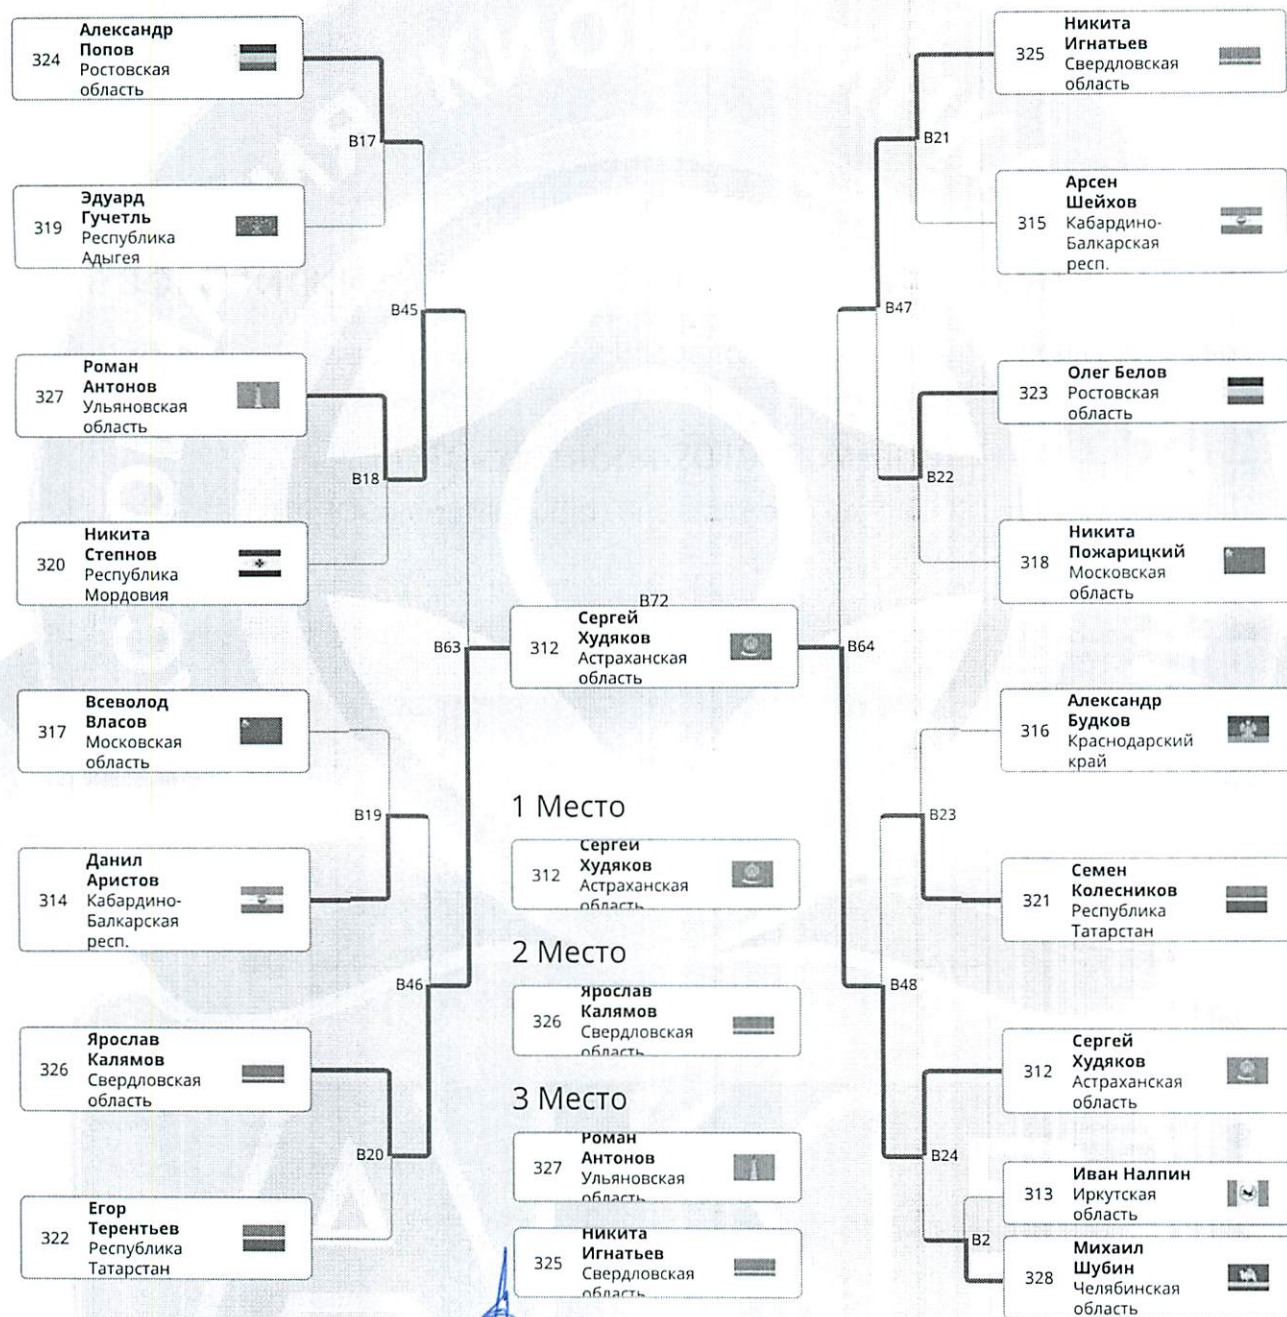 324
Александр
Попов
Ростовская
область
B17
319
Эдуард
Гучетль
Республика
Адыгея
B45
327
Роман
Антонов
Ульяновская
область
B18
320
Никита
Степнов
Республика
Мордовия
B63
317
Всеволод
Власов
Московская
область
B19
314
Данил
Аристов
Кабардино-
Балкарская
респ.
B46
326
Ярослав
Калямов
Свердловская
область
B20
322
Егор
Терентьев
Республика
Татарстан
B72
312
Сергей
Худяков
Астраханская
область
1 Место
312
Сергей
Худяков
Астраханская
область
2 Место
326
Ярослав
Калямов
Свердловская
область
3 Место
327
Роман
Антонов
Ульяновская
область
325
Никита
Игнатьев
Свердловская
область
325
Никита
Игнатьев
Свердловская
область
B21
315
Арсен
Шейхов
Кабардино-
Балкарская
респ.
B47
323
Олег Белов
Ростовская
область
B22
318
Никита
Пожарицкий
Московская
область
B64
316
Александр
Будков
Краснодарский
край
B23
321
Семен
Колесников
Республика
Татарстан
B48
312
Сергей
Худяков
Астраханская
область
B24
313
Иван Налпин
Иркутская
область
B2
328
Михаил
Шубин
Челябинская
область